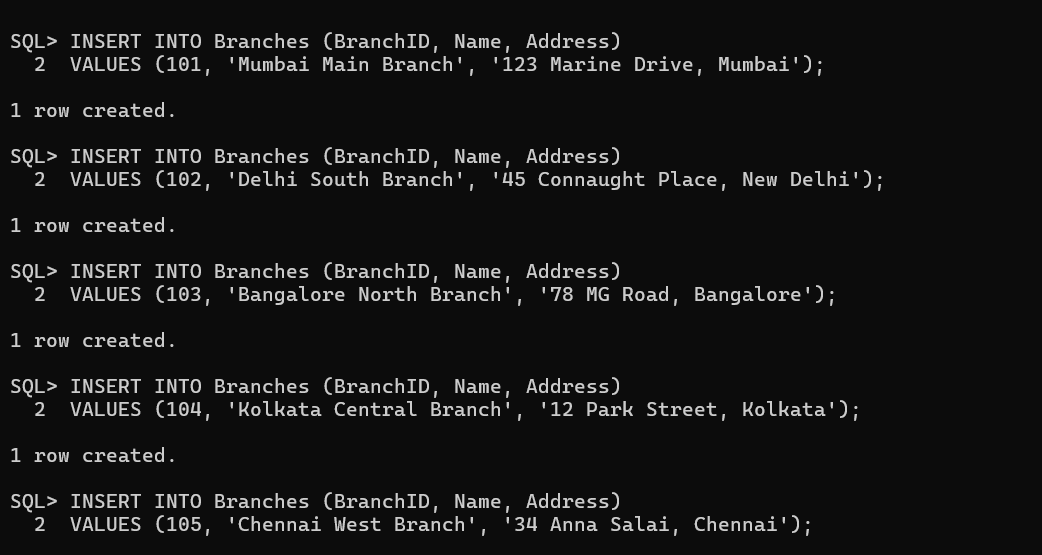 SQL> INSERT INTO Branches (BranchID, Name, Address)
  2  VALUES (101, 'Mumbai Main Branch', '123 Marine Drive, Mumbai');
1 row created.
SQL> INSERT INTO Branches (BranchID, Name, Address)
  2  VALUES (102, 'Delhi South Branch', '45 Connaught Place, New Delhi');
1 row created.
SQL> INSERT INTO Branches (BranchID, Name, Address)
  2  VALUES (103, 'Bangalore North Branch', '78 MG Road, Bangalore');
1 row created.
SQL> INSERT INTO Branches (BranchID, Name, Address)
  2  VALUES (104, 'Kolkata Central Branch', '12 Park Street, Kolkata');
1 row created.
SQL> INSERT INTO Branches (BranchID, Name, Address)
  2  VALUES (105, 'Chennai West Branch', '34 Anna Salai, Chennai');